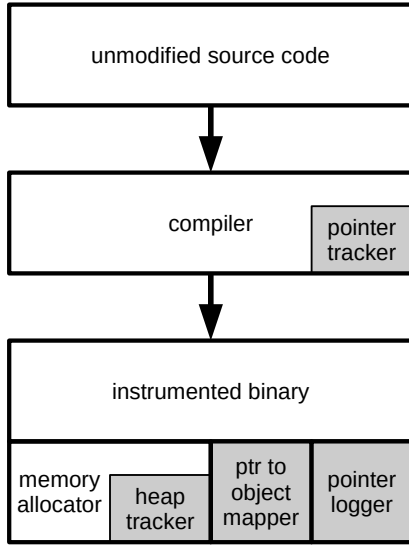 unmodified source code
compiler
pointer
tracker
instrumented binary
memory
allocator
heap
tracker
ptr to
object
mapper
pointer
logger